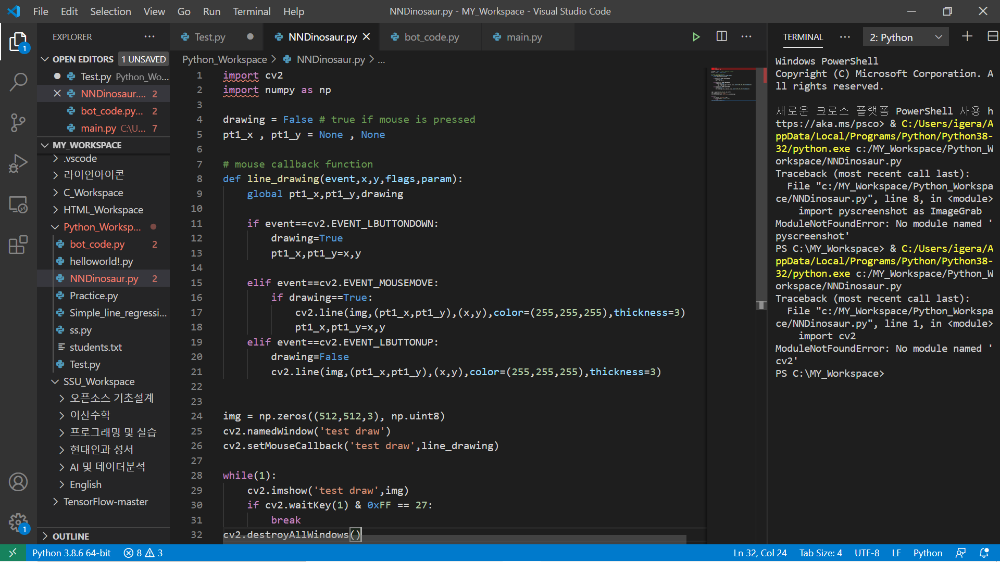 File Edit Selection View Go Run Terminal Help
NNDinosaur.py - MY_Workspace - Visual Studio Code
1
1
EXPLORER
OPEN EDITORS 1 UNSAVED
Test.py Python_Wo...
NNDinosaur.... 2
bot_code.py... 2
main.py C:\U... 7
MY_WORKSPACE
.vscode
라이언아이콘
C_Workspace
HTML_Workspace
Python_Worksp...
bot_code.py 2
helloworld!.py
NNDinosaur.py 2
Practice.py
Simple_line_regressi...
ss.py
students.txt
Test.py
SSU_Workspace
오픈소스 기초설계
이산수학
프로그래밍 및 실습
현대인과 성서
AI 및 데이터분석
English
TensorFlow-master
OUTLINE
Test.py NNDinosaur.py bot_code.py main.py
Python_Workspace > NNDinosaur.py > ...
1 import cv2
2 import numpy as np
3
4 drawing = False # true if mouse is pressed
5 pt1_x , pt1_y = None , None
6
7 # mouse callback function
8 def line_drawing(event,x,y,flags,param):
9 global pt1_x,pt1_y,drawing
10
11 if event==cv2.EVENT_LBUTTONDOWN:
12 drawing=True
13 pt1_x,pt1_y=x,y
14
15 elif event==cv2.EVENT_MOUSEMOVE:
16 if drawing==True:
17 cv2.line(img,(pt1_x,pt1_y),(x,y),color=(255,255,255),thickness=3)
18 pt1_x,pt1_y=x,y
19 elif event==cv2.EVENT_LBUTTONUP:
20 drawing=False
21 cv2.line(img,(pt1_x,pt1_y),(x,y),color=(255,255,255),thickness=3)
22
23
24 img = np.zeros((512,512,3), np.uint8)
25 cv2.namedWindow('test draw')
26 cv2.setMouseCallback('test draw',line_drawing)
27
28 while(1):
29 cv2.imshow('test draw',img)
30 if cv2.waitKey(1) & 0xFF == 27:
31 break
32 cv2.destroyAllWindows()
TERMINAL ... 2: Python
Windows PowerShell
Copyright (C) Microsoft Corporation. A
ll rights reserved.
새로운 크로스 플랫폼 PowerShell 사용 h
ttps://aka.ms/psco> & C:/Users/igera/A
ppData/Local/Programs/Python/Python38-
32/python.exe c:/MY_Workspace/Python_W
orkspace/NNDinosaur.py
Traceback (most recent call last):
File "c:/MY_Workspace/Python_Workspa
ce/NNDinosaur.py", line 8, in <module>
import pyscreenshot as ImageGrab
ModuleNotFoundError: No module named '
pyscreenshot'
PS C:\MY_Workspace> & C:/Users/igera/A
ppData/Local/Programs/Python/Python38-
32/python.exe c:/MY_Workspace/Python_W
orkspace/NNDinosaur.py
Traceback (most recent call last):
File "c:/MY_Workspace/Python_Workspa
ce/NNDinosaur.py", line 1, in <module>
import cv2
ModuleNotFoundError: No module named '
cv2'
PS C:\MY_Workspace>
Python 3.8.6 64-bit 8 3
Ln 32, Col 24 Tab Size: 4 UTF-8 LF Python